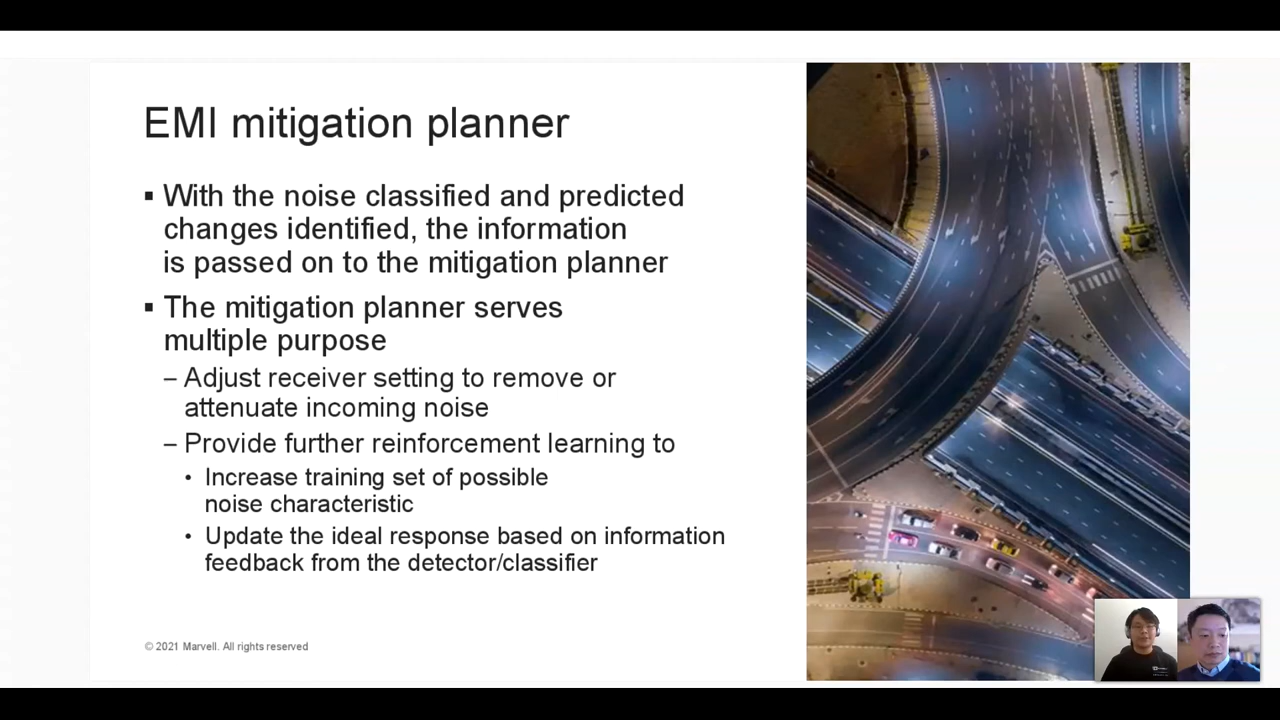 EMI mitigation planner
▪ With the noise classified and predicted
changes identified, the information
is passed on to the mitigation planner
▪ The mitigation planner serves
multiple purpose
– Adjust receiver setting to remove or
attenuate incoming noise
– Provide further reinforcement learning to
• Increase training set of possible
noise characteristic
• Update the ideal response based on information
feedback from the detector/classifier
© 2021 Marvell. All rights reserved